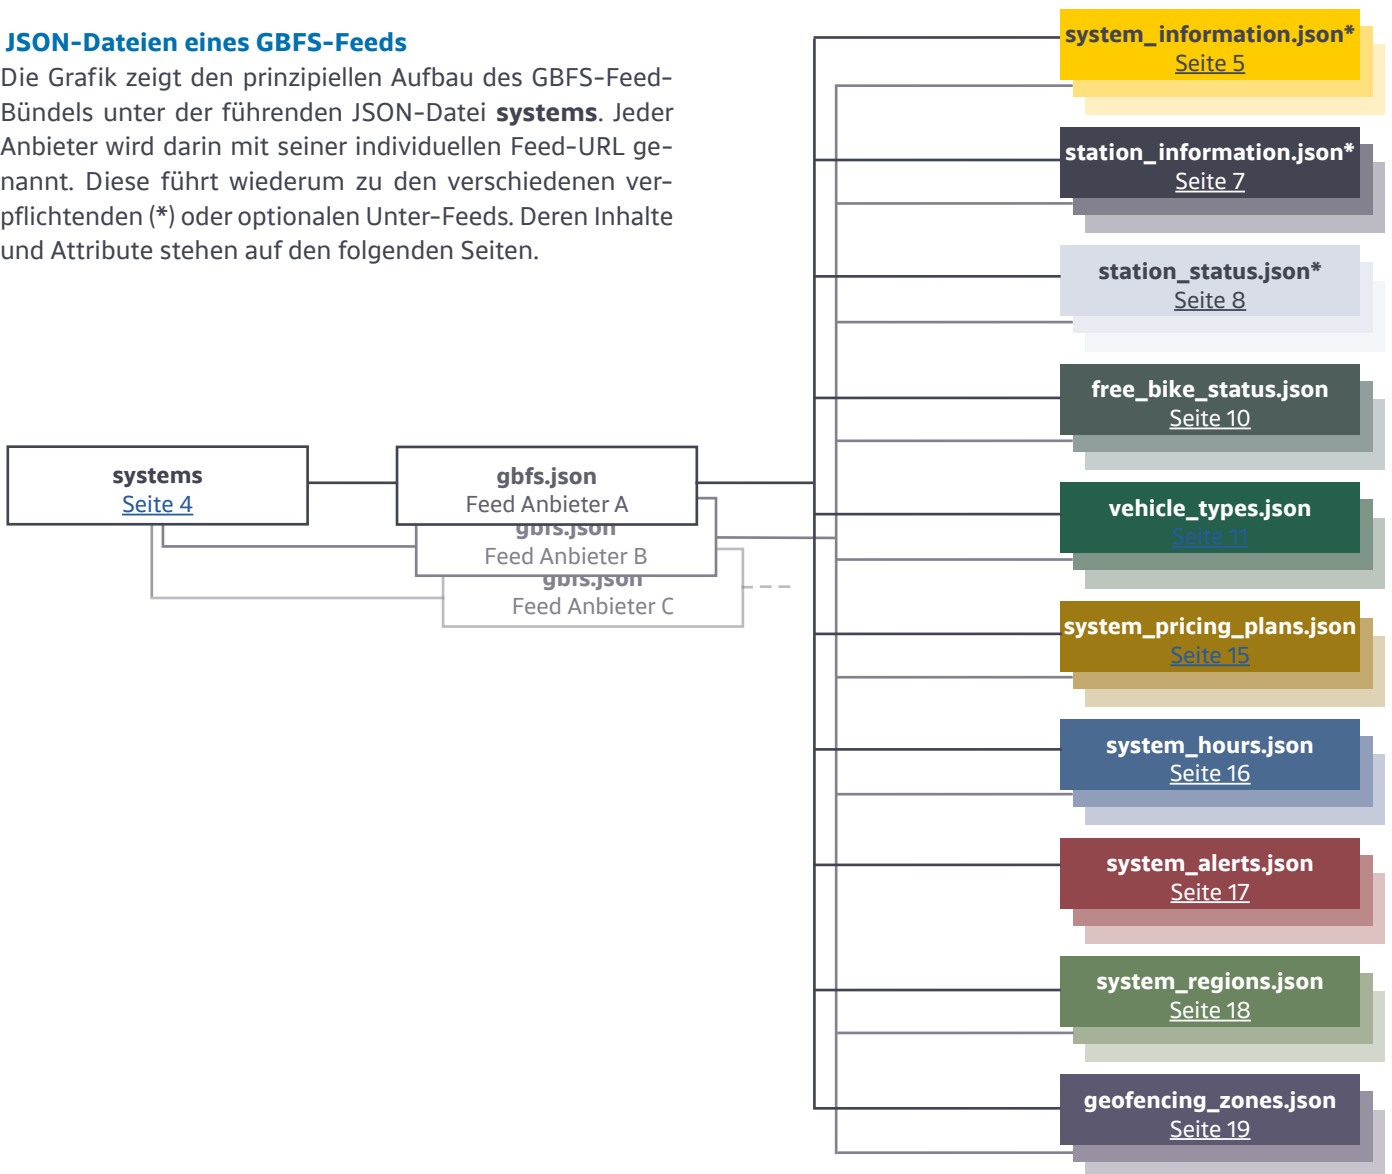 JSON-Dateien eines GBFS-Feeds
Die Grafik zeigt den prinzipiellen Aufbau des GBFS-Feed-
Bündels unter der führenden JSON-Datei systems. Jeder
Anbieter wird darin mit seiner individuellen Feed-URL ge-
nannt. Diese führt wiederum zu den verschiedenen ver-
pflichtenden (*) oder optionalen Unter-Feeds. Deren Inhalte
und Attribute stehen auf den folgenden Seiten.
systems
Seite 4
gbfs.json
Feed Anbieter A
gbfs.json
Feed Anbieter B
gbfs.json
Feed Anbieter C
system_information.json*
Seite 5
station_information.json*
Seite 7
station_status.json*
Seite 8
free_bike_status.json
Seite 10
vehicle_types.json
Seite 11
system_pricing_plans.json
Seite 15
system_hours.json
Seite 16
system_alerts.json
Seite 17
system_regions.json
Seite 18
geofencing_zones.json
Seite 19